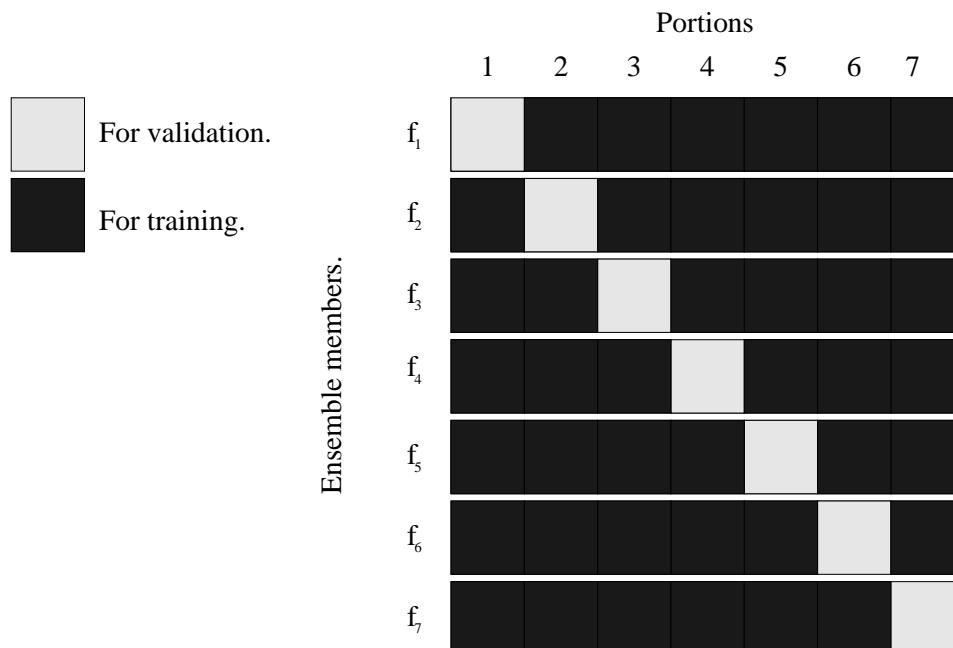 Portions
1 2 3 4 5 6 7
For validation.
For training.
Ensemble members.
f₁
f₂
f₃
f₄
f₅
f₆
f₇